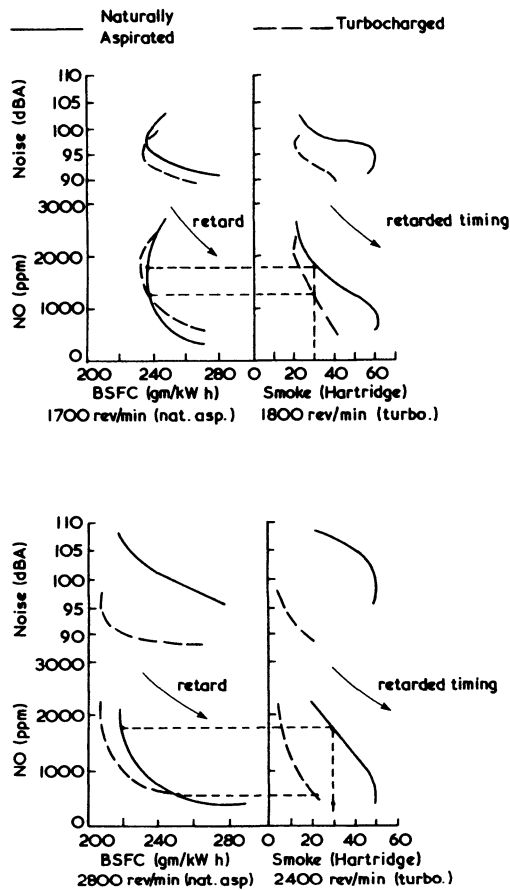 Naturally
Aspirated
Turbocharged
Noise (dBA)
110
105
100
95
90
3000
2000
1000
0
NO (ppm)
retard
retarded timing
200 240 280
0 20 40 60
BSFC (gm/kW h)
Smoke (Hartridge)
1700 rev/min (nat. asp.)
1800 rev/min (turbo.)
Noise (dBA)
110
105
100
95
90
3000
2000
1000
0
NO (ppm)
retard
retarded timing
200 240 280
0 20 40 60
BSFC (gm/kW h)
Smoke (Hartridge)
2800 rev/min (nat. asp)
2400 rev/min (turbo.)